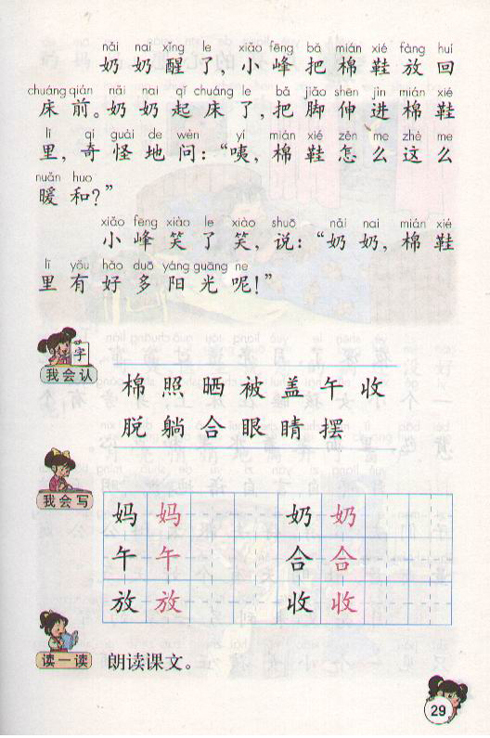 nǎi nai xǐng le xiǎo fēng bǎ mián xié fàng huí
奶奶醒了，小峰把棉鞋放回
chuáng qián nǎi nai qǐ chuáng le bǎ jiǎo shēn jìn mián xié
床前。奶奶起床了，把脚伸进棉鞋
lǐ qí guài de wèn yí mián xié zěn me zhè me
里，奇怪地问：“咦，棉鞋怎么这么
nuǎn huo
暖和？”
xiǎo fēng xiào le xiào shuō nǎi nai mián xié
小峰笑了笑，说：“奶奶，棉鞋
lǐ yǒu hǎo duō yáng guāng ne
里有好多阳光呢！”
字
我会认
棉 照 晒 被 盖 午 收
脱 躺 合 眼 睛 摆
我会写
妈 妈 奶 奶
午 午 合 合
放 放 收 收
读一读 朗读课文。
29